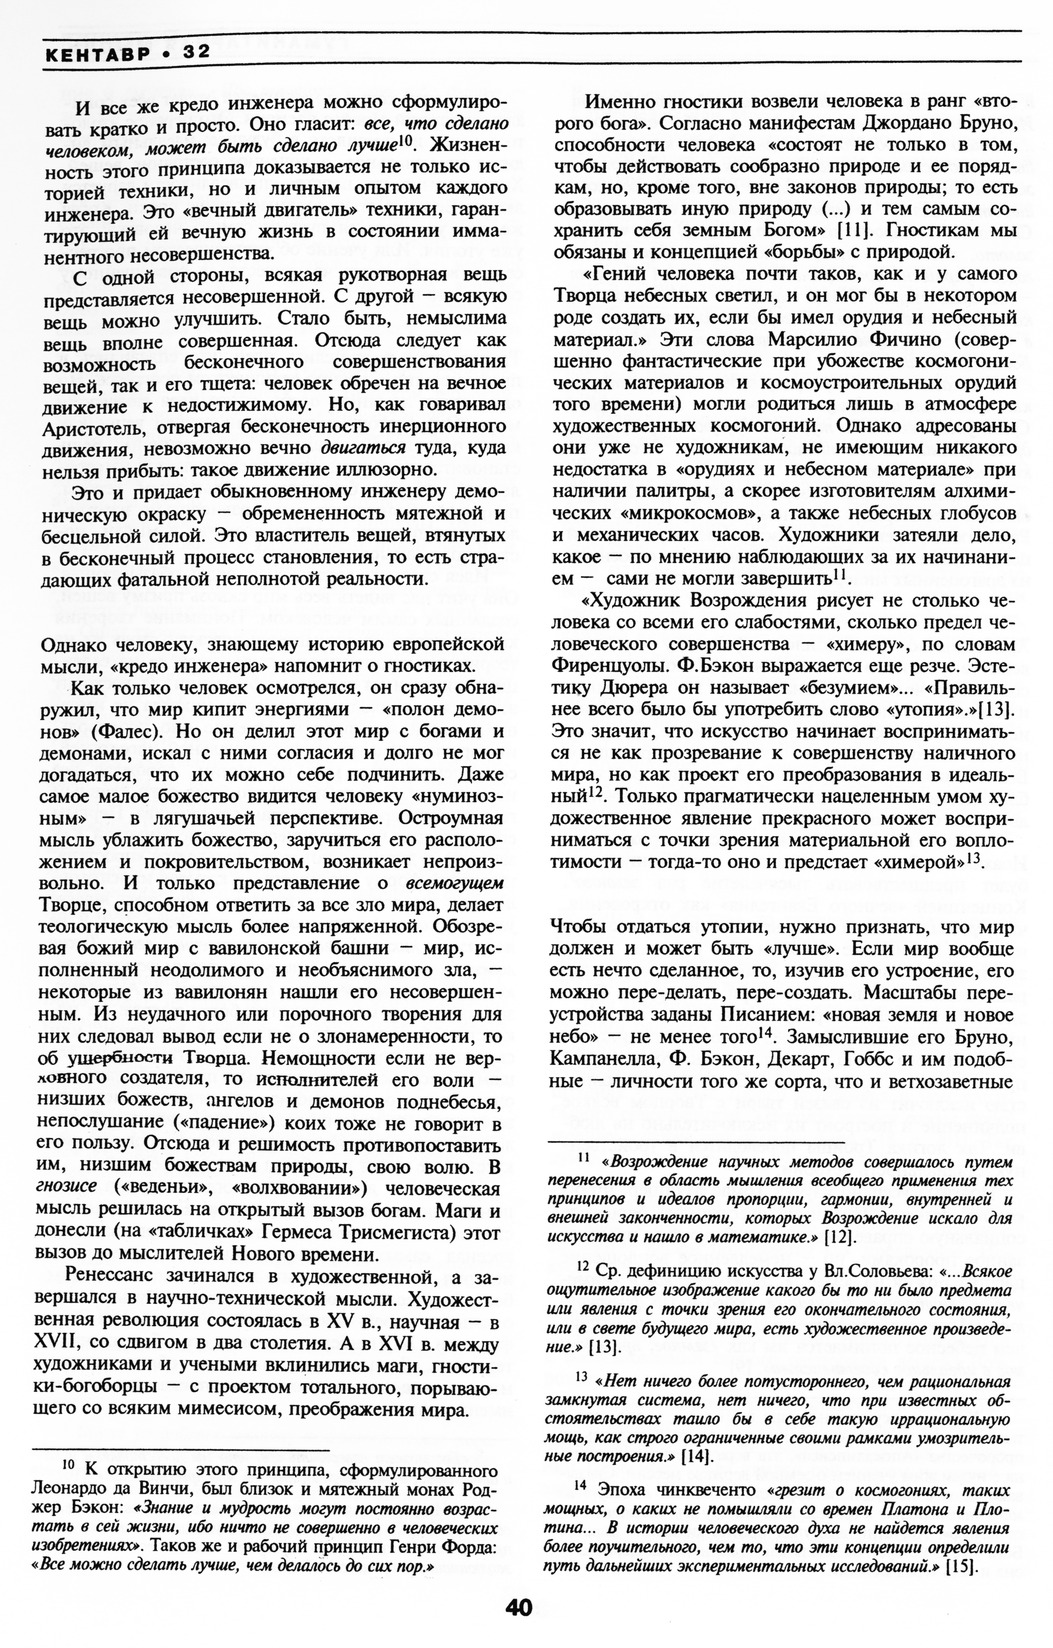 КЕНТАВР • 32
И все же кредо инженера можно сформулиро-
вать кратко и просто. Оно гласит: все, что сделано
человеком, может быть сделано лучше¹⁰. Жизнен-
ность этого принципа доказывается не только ис-
торией техники, но и личным опытом каждого
инженера. Это «вечный двигатель» техники, гаран-
тирующий ей вечную жизнь в состоянии имма-
нентного несовершенства.
С одной стороны, всякая рукотворная вещь
представляется несовершенной. С другой — всякую
вещь можно улучшить. Стало быть, немыслима
вещь вполне совершенная. Отсюда следует как
возможность бесконечного совершенствования
вещей, так и его тщета: человек обречен на вечное
движение к недостижимому. Но, как говаривал
Аристотель, отвергая бесконечность инерционного
движения, невозможно вечно двигаться туда, куда
нельзя прибыть: такое движение иллюзорно.
Это и придает обыкновенному инженеру демо-
ническую окраску — обремененность мятежной и
бесцельной силой. Это властитель вещей, втянутых
в бесконечный процесс становления, то есть стра-
дающих фатальной неполнотой реальности.
Однако человеку, знающему историю европейской
мысли, «кредо инженера» напомнит о гностиках.
Как только человек осмотрелся, он сразу обна-
ружил, что мир кипит энергиями — «полон демо-
нов» (Фалес). Но он делил этот мир с богами и
демонами, искал с ними согласия и долго не мог
догадаться, что их можно себе подчинить. Даже
самое малое божество видится человеку «нуминоз-
ным» — в лягушачьей перспективе. Остроумная
мысль ублажить божество, заручиться его располо-
жением и покровительством, возникает непроиз-
вольно. И только представление о всемогущем
Творце, способном ответить за все зло мира, делает
теологическую мысль более напряженной. Обозре-
вая божий мир с вавилонской башни — мир, ис-
полненный неодолимого и необъяснимого зла, —
некоторые из вавилонян нашли его несовершен-
ным. Из неудачного или порочного творения для
них следовал вывод если не о злонамеренности, то
об ущербности Творца. Немощности если не вер-
ховного создателя, то исполнителей его воли —
низших божеств, ангелов и демонов поднебесья,
непослушание («падение») коих тоже не говорит в
его пользу. Отсюда и решимость противопоставить
им, низшим божествам природы, свою волю. В
гнозисе («веденьи», «волхвовании») человеческая
мысль решилась на открытый вызов богам. Маги и
донесли (на «табличках» Гермеса Трисмегиста) этот
вызов до мыслителей Нового времени.
Ренессанс зачинался в художественной, а за-
вершался в научно-технической мысли. Художест-
венная революция состоялась в XV в., научная — в
XVII, со сдвигом в два столетия. А в XVI в. между
художниками и учеными вклинились маги, гности-
ки-богоборцы — с проектом тотального, порываю-
щего со всяким мимесисом, преображения мира.
¹⁰ К открытию этого принципа, сформулированного
Леонардо да Винчи, был близок и мятежный монах Род-
жер Бэкон: «Знание и мудрость могут постоянно возрас-
тать в сей жизни, ибо ничто не совершенно в человеческих
изобретениях». Таков же и рабочий принцип Генри Форда:
«Все можно сделать лучше, чем делалось до сих пор.»
Именно гностики возвели человека в ранг «вто-
рого бога». Согласно манифестам Джордано Бруно,
способности человека «состоят не только в том,
чтобы действовать сообразно природе и ее поряд-
кам, но, кроме того, вне законов природы; то есть
образовывать иную природу (...) и тем самым со-
хранить себя земным Богом» [11]. Гностикам мы
обязаны и концепцией «борьбы» с природой.
«Гений человека почти таков, как и у самого
Творца небесных светил, и он мог бы в некотором
роде создать их, если бы имел орудия и небесный
материал.» Эти слова Марсилио Фичино (совер-
шенно фантастические при убожестве космогони-
ческих материалов и космоустроительных орудий
того времени) могли родиться лишь в атмосфере
художественных космогоний. Однако адресованы
они уже не художникам, не имеющим никакого
недостатка в «орудиях и небесном материале» при
наличии палитры, а скорее изготовителям алхими-
ческих «микрокосмов», а также небесных глобусов
и механических часов. Художники затеяли дело,
какое — по мнению наблюдающих за их начинани-
ем — сами не могли завершить¹¹.
«Художник Возрождения рисует не столько че-
ловека со всеми его слабостями, сколько предел че-
ловеческого совершенства — «химеру», по словам
Фиренцуолы. Ф.Бэкон выражается еще резче. Эсте-
тику Дюрера он называет «безумием»... «Правиль-
нее всего было бы употребить слово «утопия».»[13].
Это значит, что искусство начинает восприниматься-
ся не как прозревание к совершенству наличного
мира, но как проект его преобразования в идеаль-
ный¹². Только прагматически нацеленным умом ху-
дожественное явление прекрасного может воспри-
ниматься с точки зрения материальной его вопло-
тимости — тогда-то оно и предстает «химерой»¹³.
Чтобы отдаться утопии, нужно признать, что мир
должен и может быть «лучше». Если мир вообще
есть нечто сделанное, то, изучив его устроение, его
можно пере-делать, пере-создать. Масштабы пере-
устройства заданы Писанием: «новая земля и новое
небо» — не менее того¹⁴. Замыслившие его Бруно,
Кампанелла, Ф. Бэкон, Декарт, Гоббс и им подоб-
ные — личности того же сорта, что и ветхозаветные
¹¹ «Возрождение научных методов совершалось путем
перенесения в область мышления всеобщего применения тех
принципов и идеалов пропорции, гармонии, внутренней и
внешней законченности, которых Возрождение искало для
искусства и нашло в математике.» [12].
¹² Ср. дефиницию искусства у Вл.Соловьева: «...Всякое
ощутительное изображение какого бы то ни было предмета
или явления с точки зрения его окончательного состояния,
или в свете будущего мира, есть художественное произведе-
ние.» [13].
¹³ «Нет ничего более потустороннего, чем рациональная
замкнутая система, нет ничего, что при известных об-
стоятельствах таило бы в себе такую иррациональную
мощь, как строго ограниченные своими рамками умозритель-
ные построения.» [14].
¹⁴ Эпоха чинквеченто «грезит о космогониях, таких
мощных, о каких не помышляли со времен Платона и Пло-
тина... В истории человеческого духа не найдется явления
более поучительного, чем то, что эти концепции определили
путь дальнейших экспериментальных исследований.» [15].
40